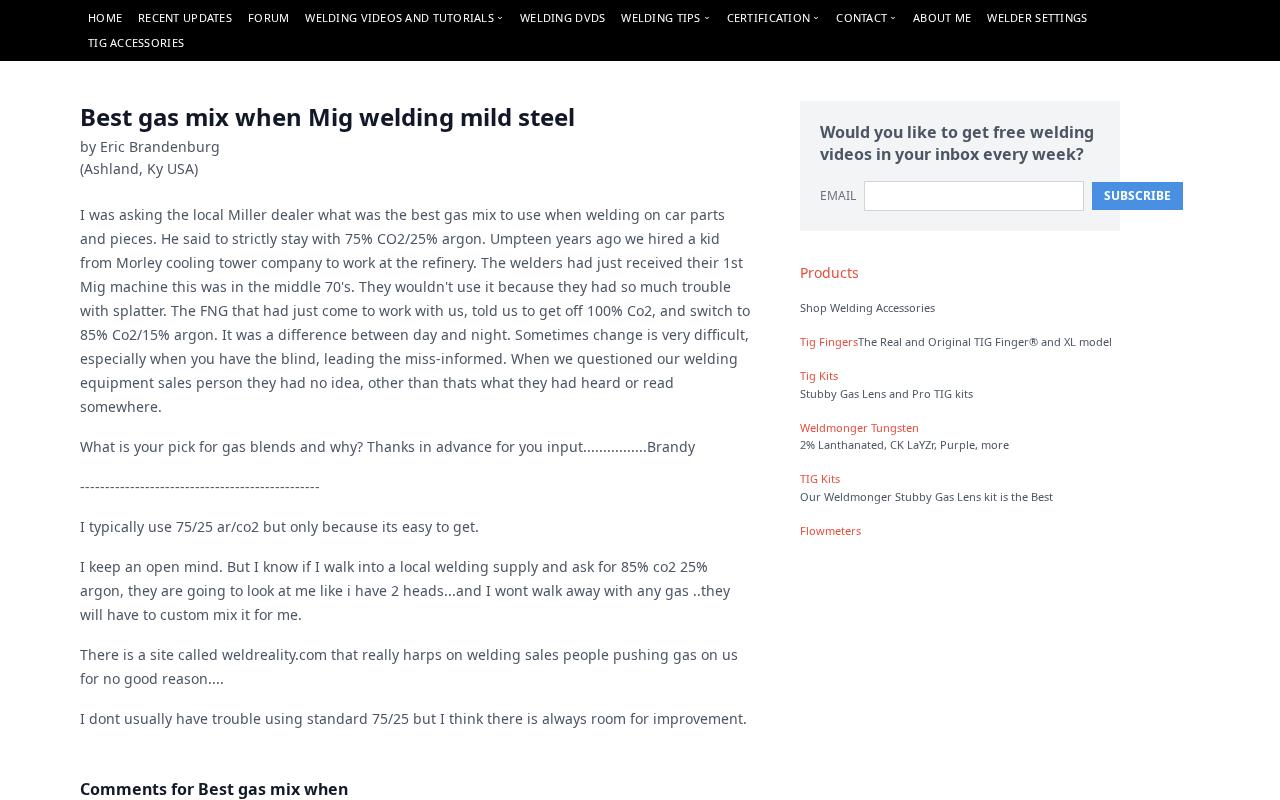 HOME RECENT UPDATES FORUM WELDING VIDEOS AND TUTORIALS WELDING DVDS WELDING TIPS CERTIFICATION CONTACT ABOUT ME WELDER SETTINGS
TIG ACCESSORIES
Best gas mix when Mig welding mild steel
by Eric Brandenburg
(Ashland, Ky USA)
I was asking the local Miller dealer what was the best gas mix to use when welding on car parts
and pieces. He said to strictly stay with 75% CO2/25% argon. Umpteen years ago we hired a kid
from Morley cooling tower company to work at the refinery. The welders had just received their 1st
Mig machine this was in the middle 70's. They wouldn't use it because they had so much trouble
with splatter. The FNG that had just come to work with us, told us to get off 100% Co2, and switch to
85% Co2/15% argon. It was a difference between day and night. Sometimes change is very difficult,
especially when you have the blind, leading the miss-informed. When we questioned our welding
equipment sales person they had no idea, other than thats what they had heard or read
somewhere.
What is your pick for gas blends and why? Thanks in advance for you input................Brandy
------------------------------------------------
I typically use 75/25 ar/co2 but only because its easy to get.
I keep an open mind. But I know if I walk into a local welding supply and ask for 85% co2 25%
argon, they are going to look at me like i have 2 heads...and I wont walk away with any gas ..they
will have to custom mix it for me.
There is a site called weldreality.com that really harps on welding sales people pushing gas on us
for no good reason....
I dont usually have trouble using standard 75/25 but I think there is always room for improvement.
Comments for Best gas mix when
Would you like to get free welding
videos in your inbox every week?
EMAIL SUBSCRIBE
Products
Shop Welding Accessories
Tig FingersThe Real and Original TIG Finger® and XL model
Tig Kits
Stubby Gas Lens and Pro TIG kits
Weldmonger Tungsten
2% Lanthanated, CK LaYZr, Purple, more
TIG Kits
Our Weldmonger Stubby Gas Lens kit is the Best
Flowmeters